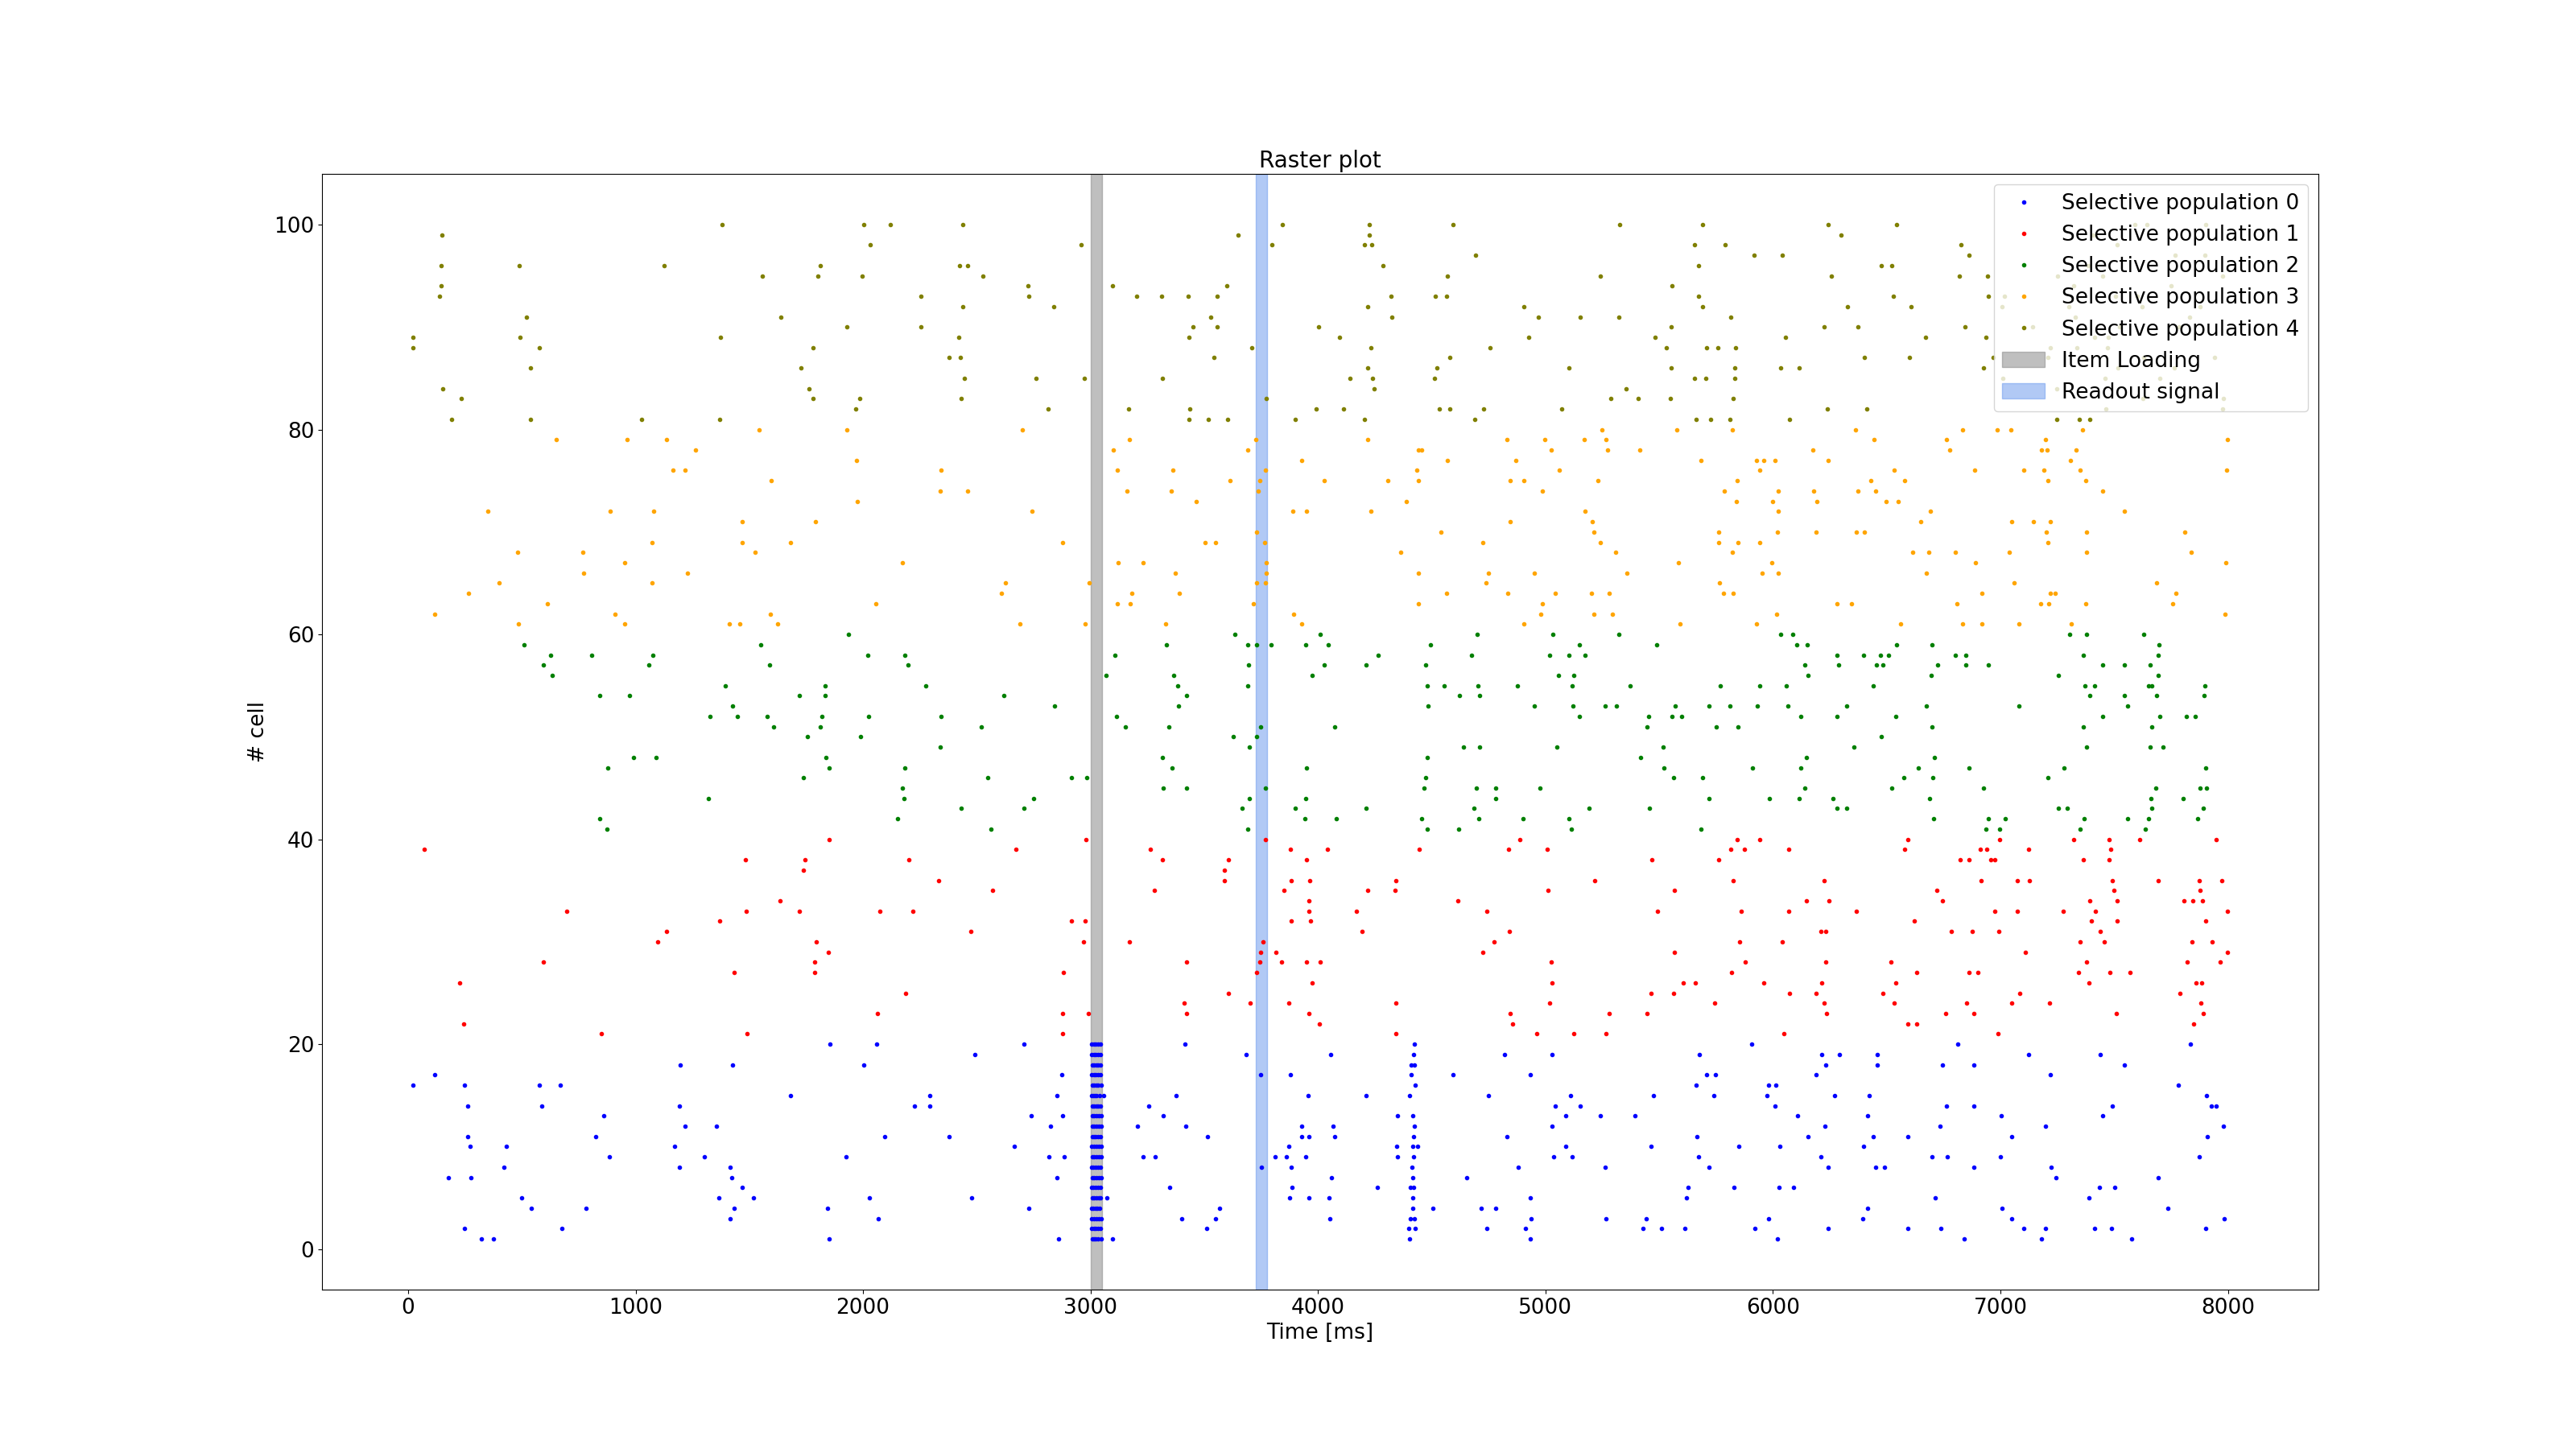 Raster plot
100
80
60
40
20
0
# cell
0 1000 2000 3000 4000 5000 6000 7000 8000
Time [ms]
Selective population 0
Selective population 1
Selective population 2
Selective population 3
Selective population 4
Item Loading
Readout signal